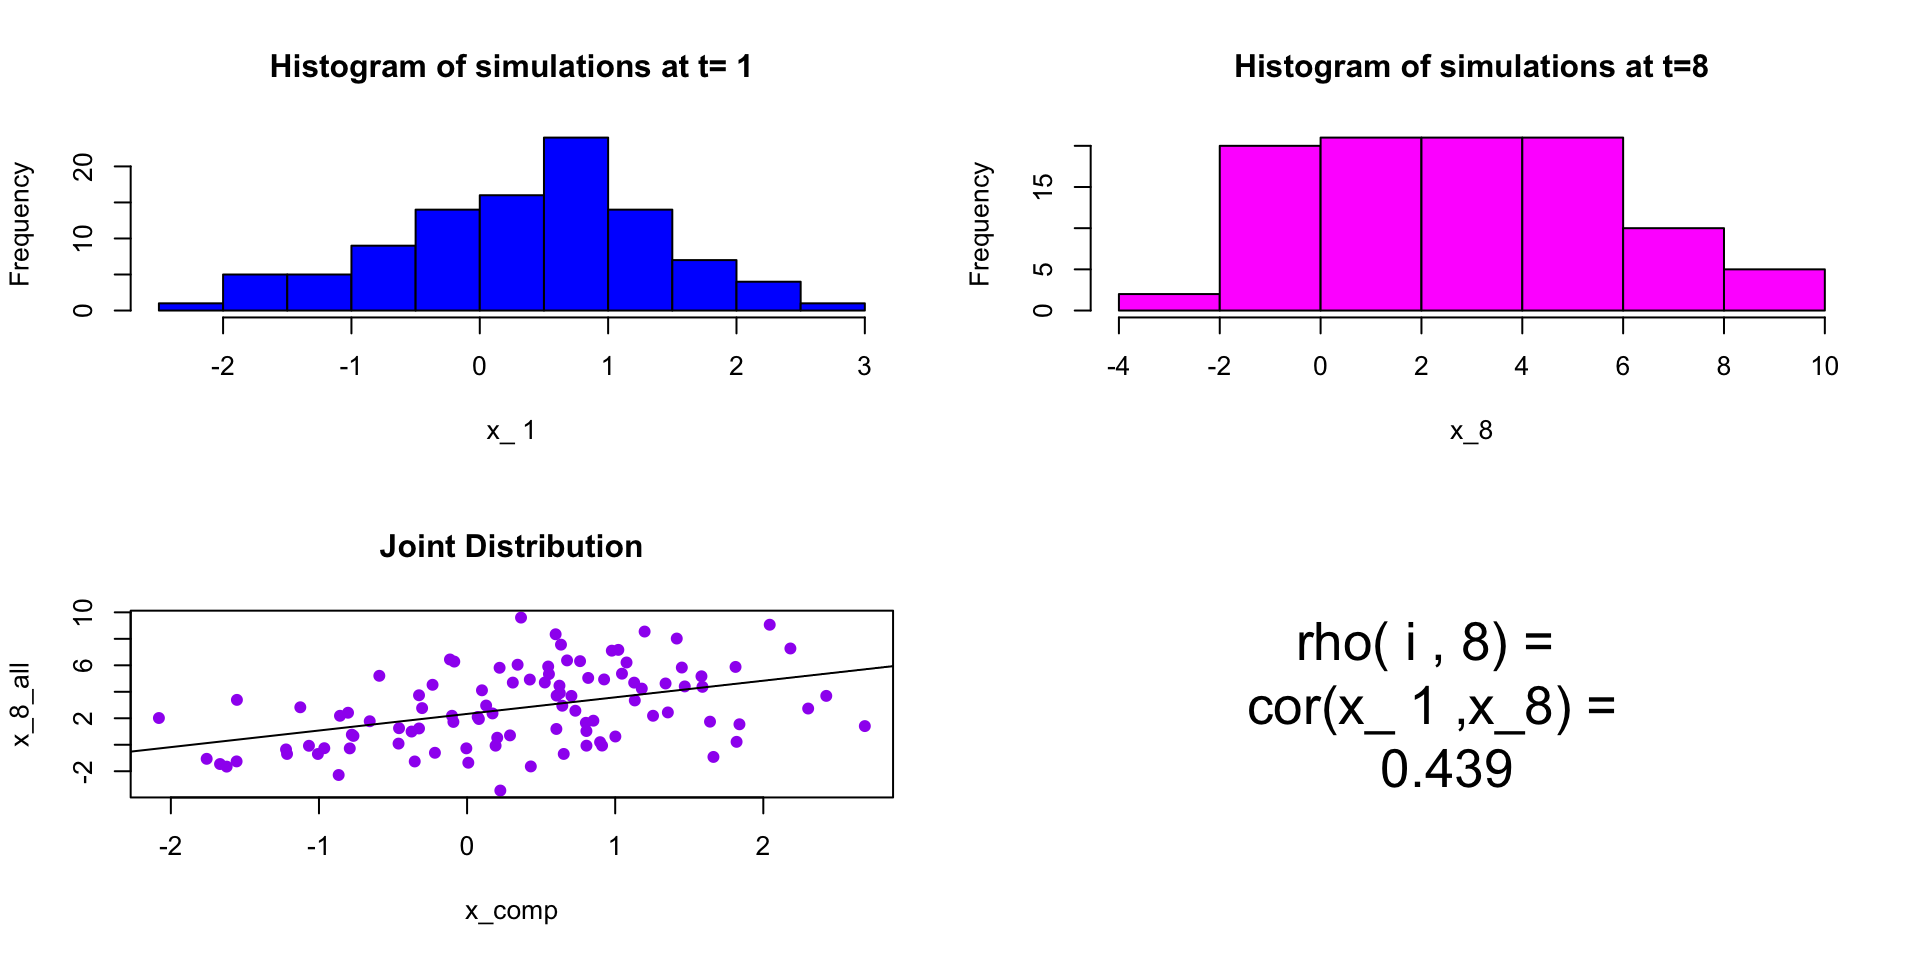 Histogram of simulations at t= 1
Frequency
0 10 20
-2 -1 0 1 2 3
x_ 1
Histogram of simulations at t=8
Frequency
0 5 15
-4 -2 0 2 4 6 8 10
x_8
Joint Distribution
x_8_all
-2 2 6 10
-2 -1 0 1 2
x_comp
rho( i , 8) =
cor(x_ 1 ,x_8) =
0.439